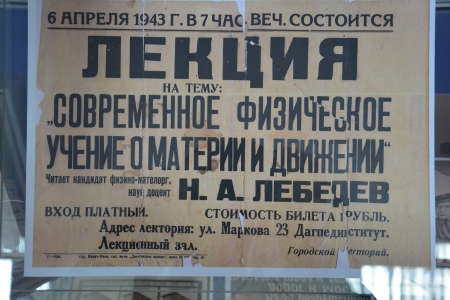 6 АПРЕЛЯ 1943 Г. В 7 ЧАС. ВЕЧ. СОСТОИТСЯ
ЛЕКЦИЯ
НА ТЕМУ:
„СОВРЕМЕННОЕ ФИЗИЧЕСКОЕ
УЧЕНИЕ О МАТЕРИИ И ДВИЖЕНИИ“
Читает кандидат физико-маталорг.
наук доцент Н. А. ЛЕБЕДЕВ
ВХОД ПЛАТНЫЙ. СТОИМОСТЬ БИЛЕТА 1 РУБЛЬ.
Адрес лектория: ул. Маркова 23 Дагпединститут.
Лекционный зал. Городской лекторий.